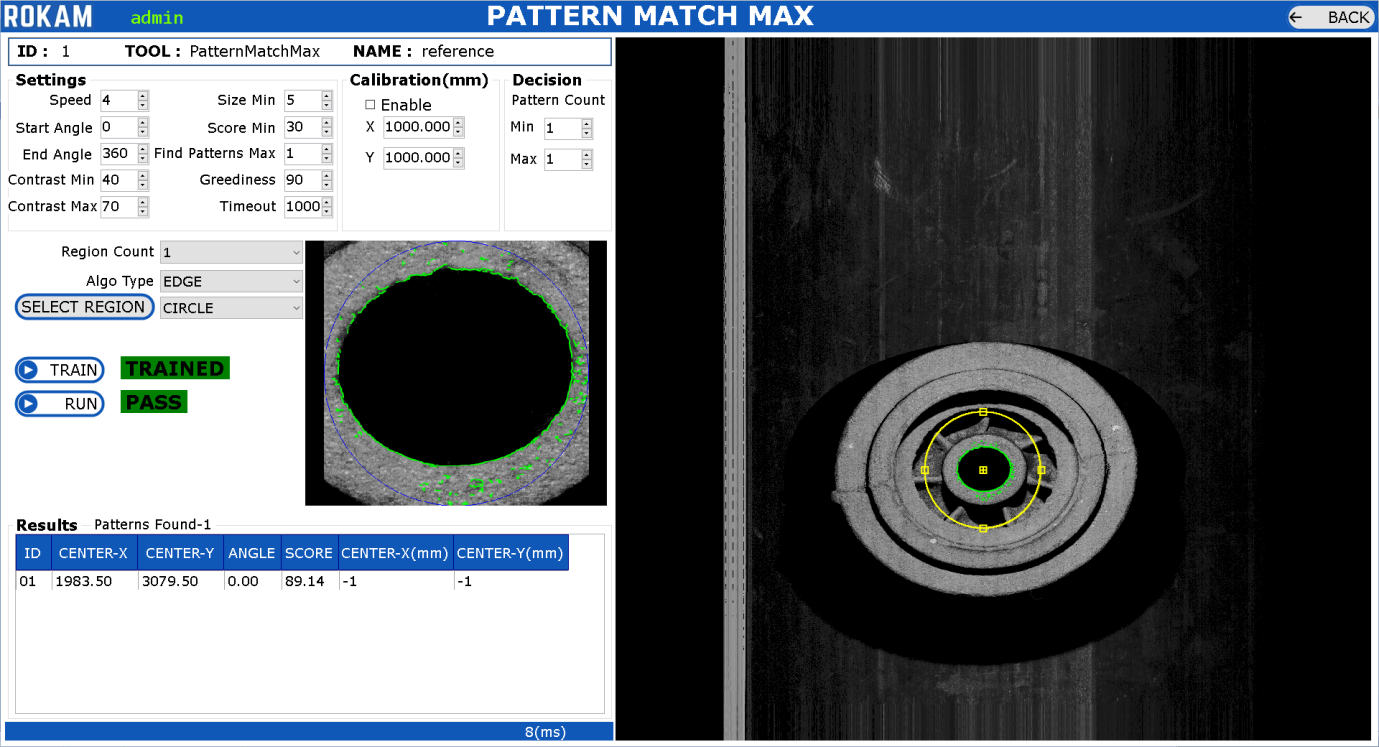 ROKAM admin PATTERN MATCH MAX ← BACK
ID : 1 TOOL : PatternMatchMax NAME : reference
Settings Calibration(mm) Decision
Speed 4 Size Min 5 Enable Pattern Count
Start Angle 0 Score Min 30 X 1000.000 Min 1
End Angle 360 Find Patterns Max 1 Y 1000.000 Max 1
Contrast Min 40 Greediness 90
Contrast Max 70 Timeout 1000
Region Count 1
Algo Type EDGE
SELECT REGION CIRCLE
TRAIN TRAINED
RUN PASS
Results Patterns Found-1
ID CENTER-X CENTER-Y ANGLE SCORE CENTER-X(mm) CENTER-Y(mm)
01 1983.50 3079.50 0.00 89.14 -1 -1
8(ms)